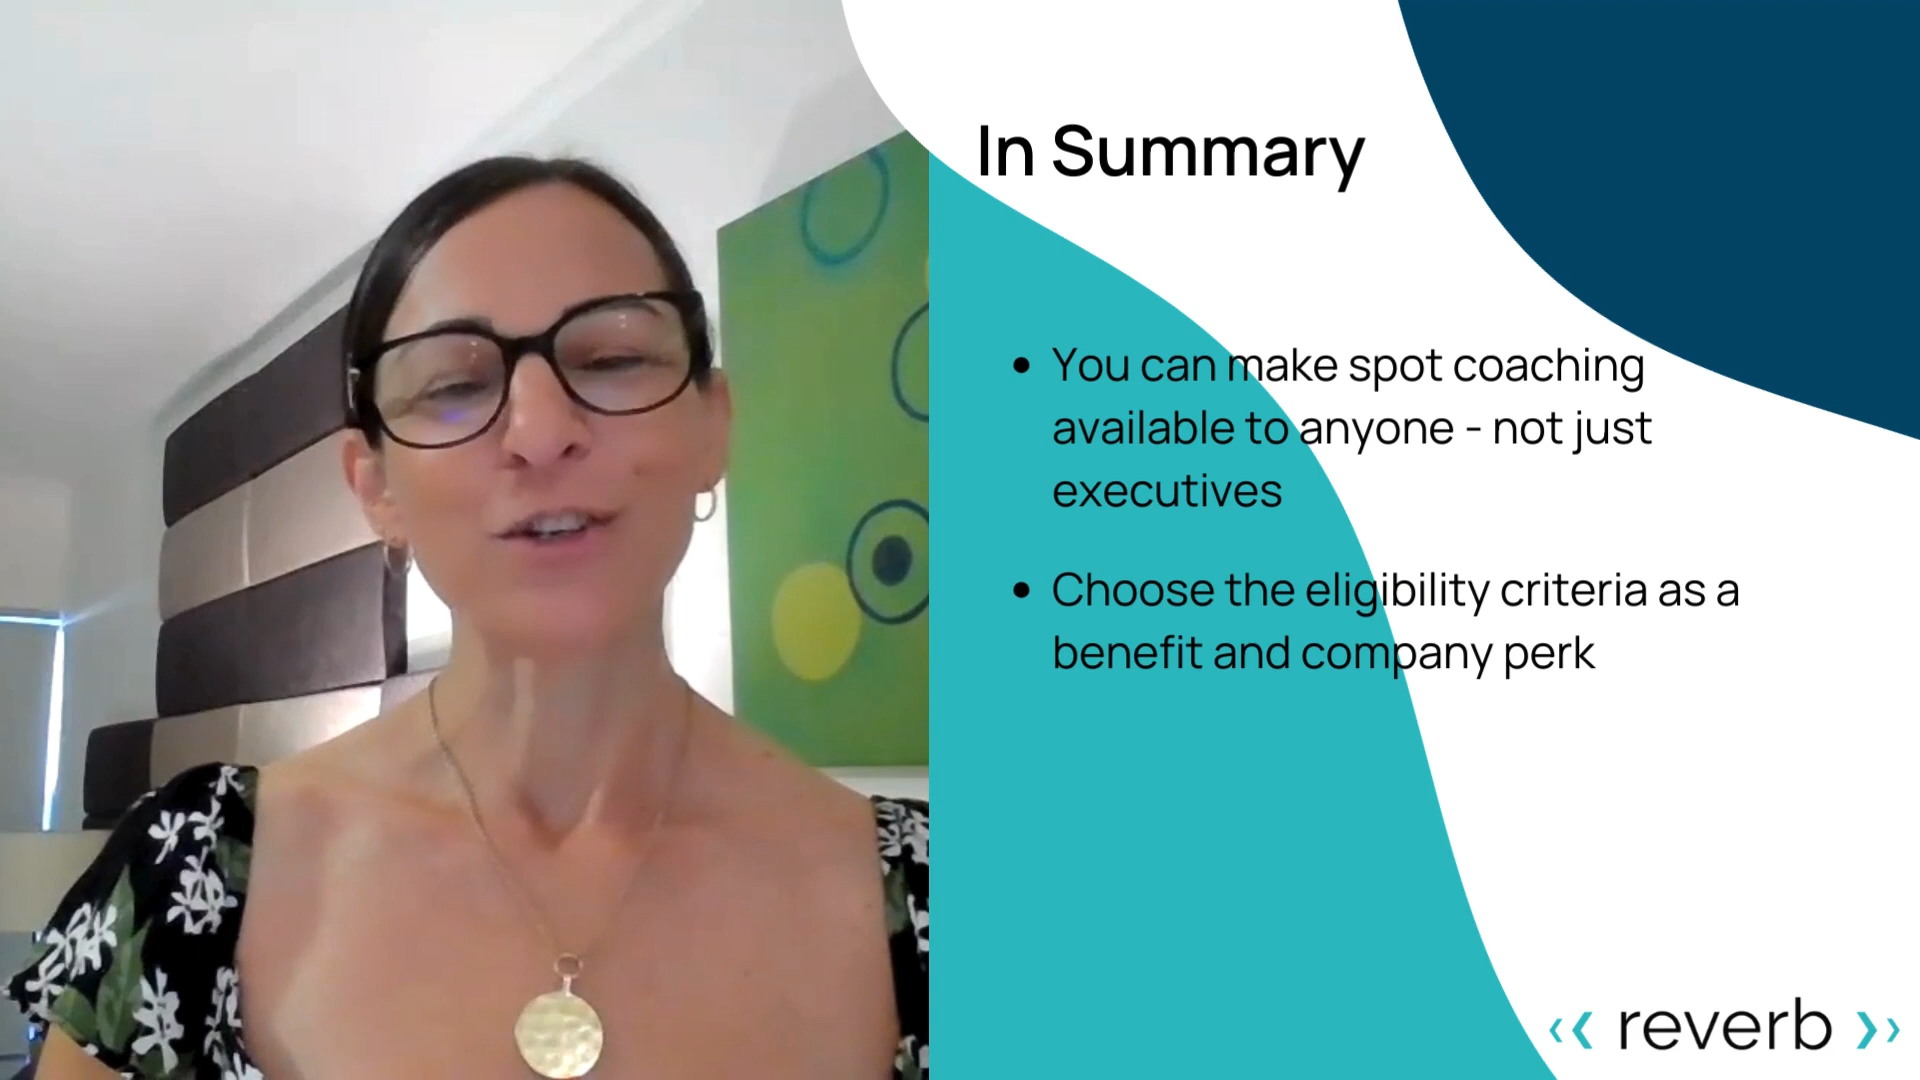 In Summary
• You can make spot coaching
available to anyone - not just
executives
• Choose the eligibility criteria as a
benefit and company perk
reverb